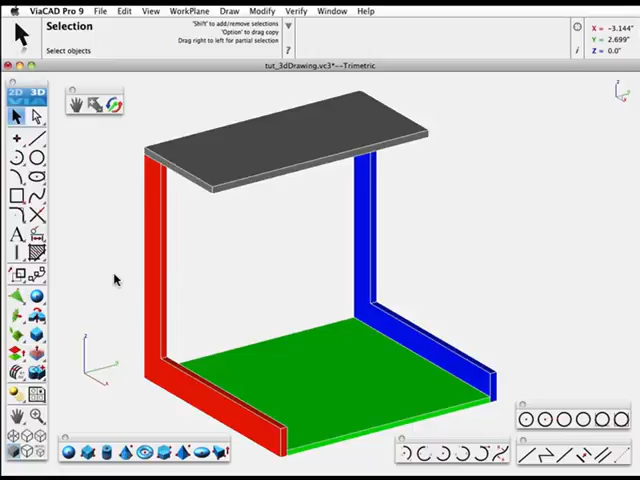 ViaCAD Pro 9 File Edit View WorkPlane Draw Modify Verify Window Help
Selection
'Shift' to add/remove selections
'Option' to drag copy
Drag right to left for partial selection
Select objects
?
X = -3.144"
Y = 2.699"
Z = 0.0"
tut_3dDrawing.vc3*--Trimetric
2D 3D
VIA
A
z
y
x
z
y
x